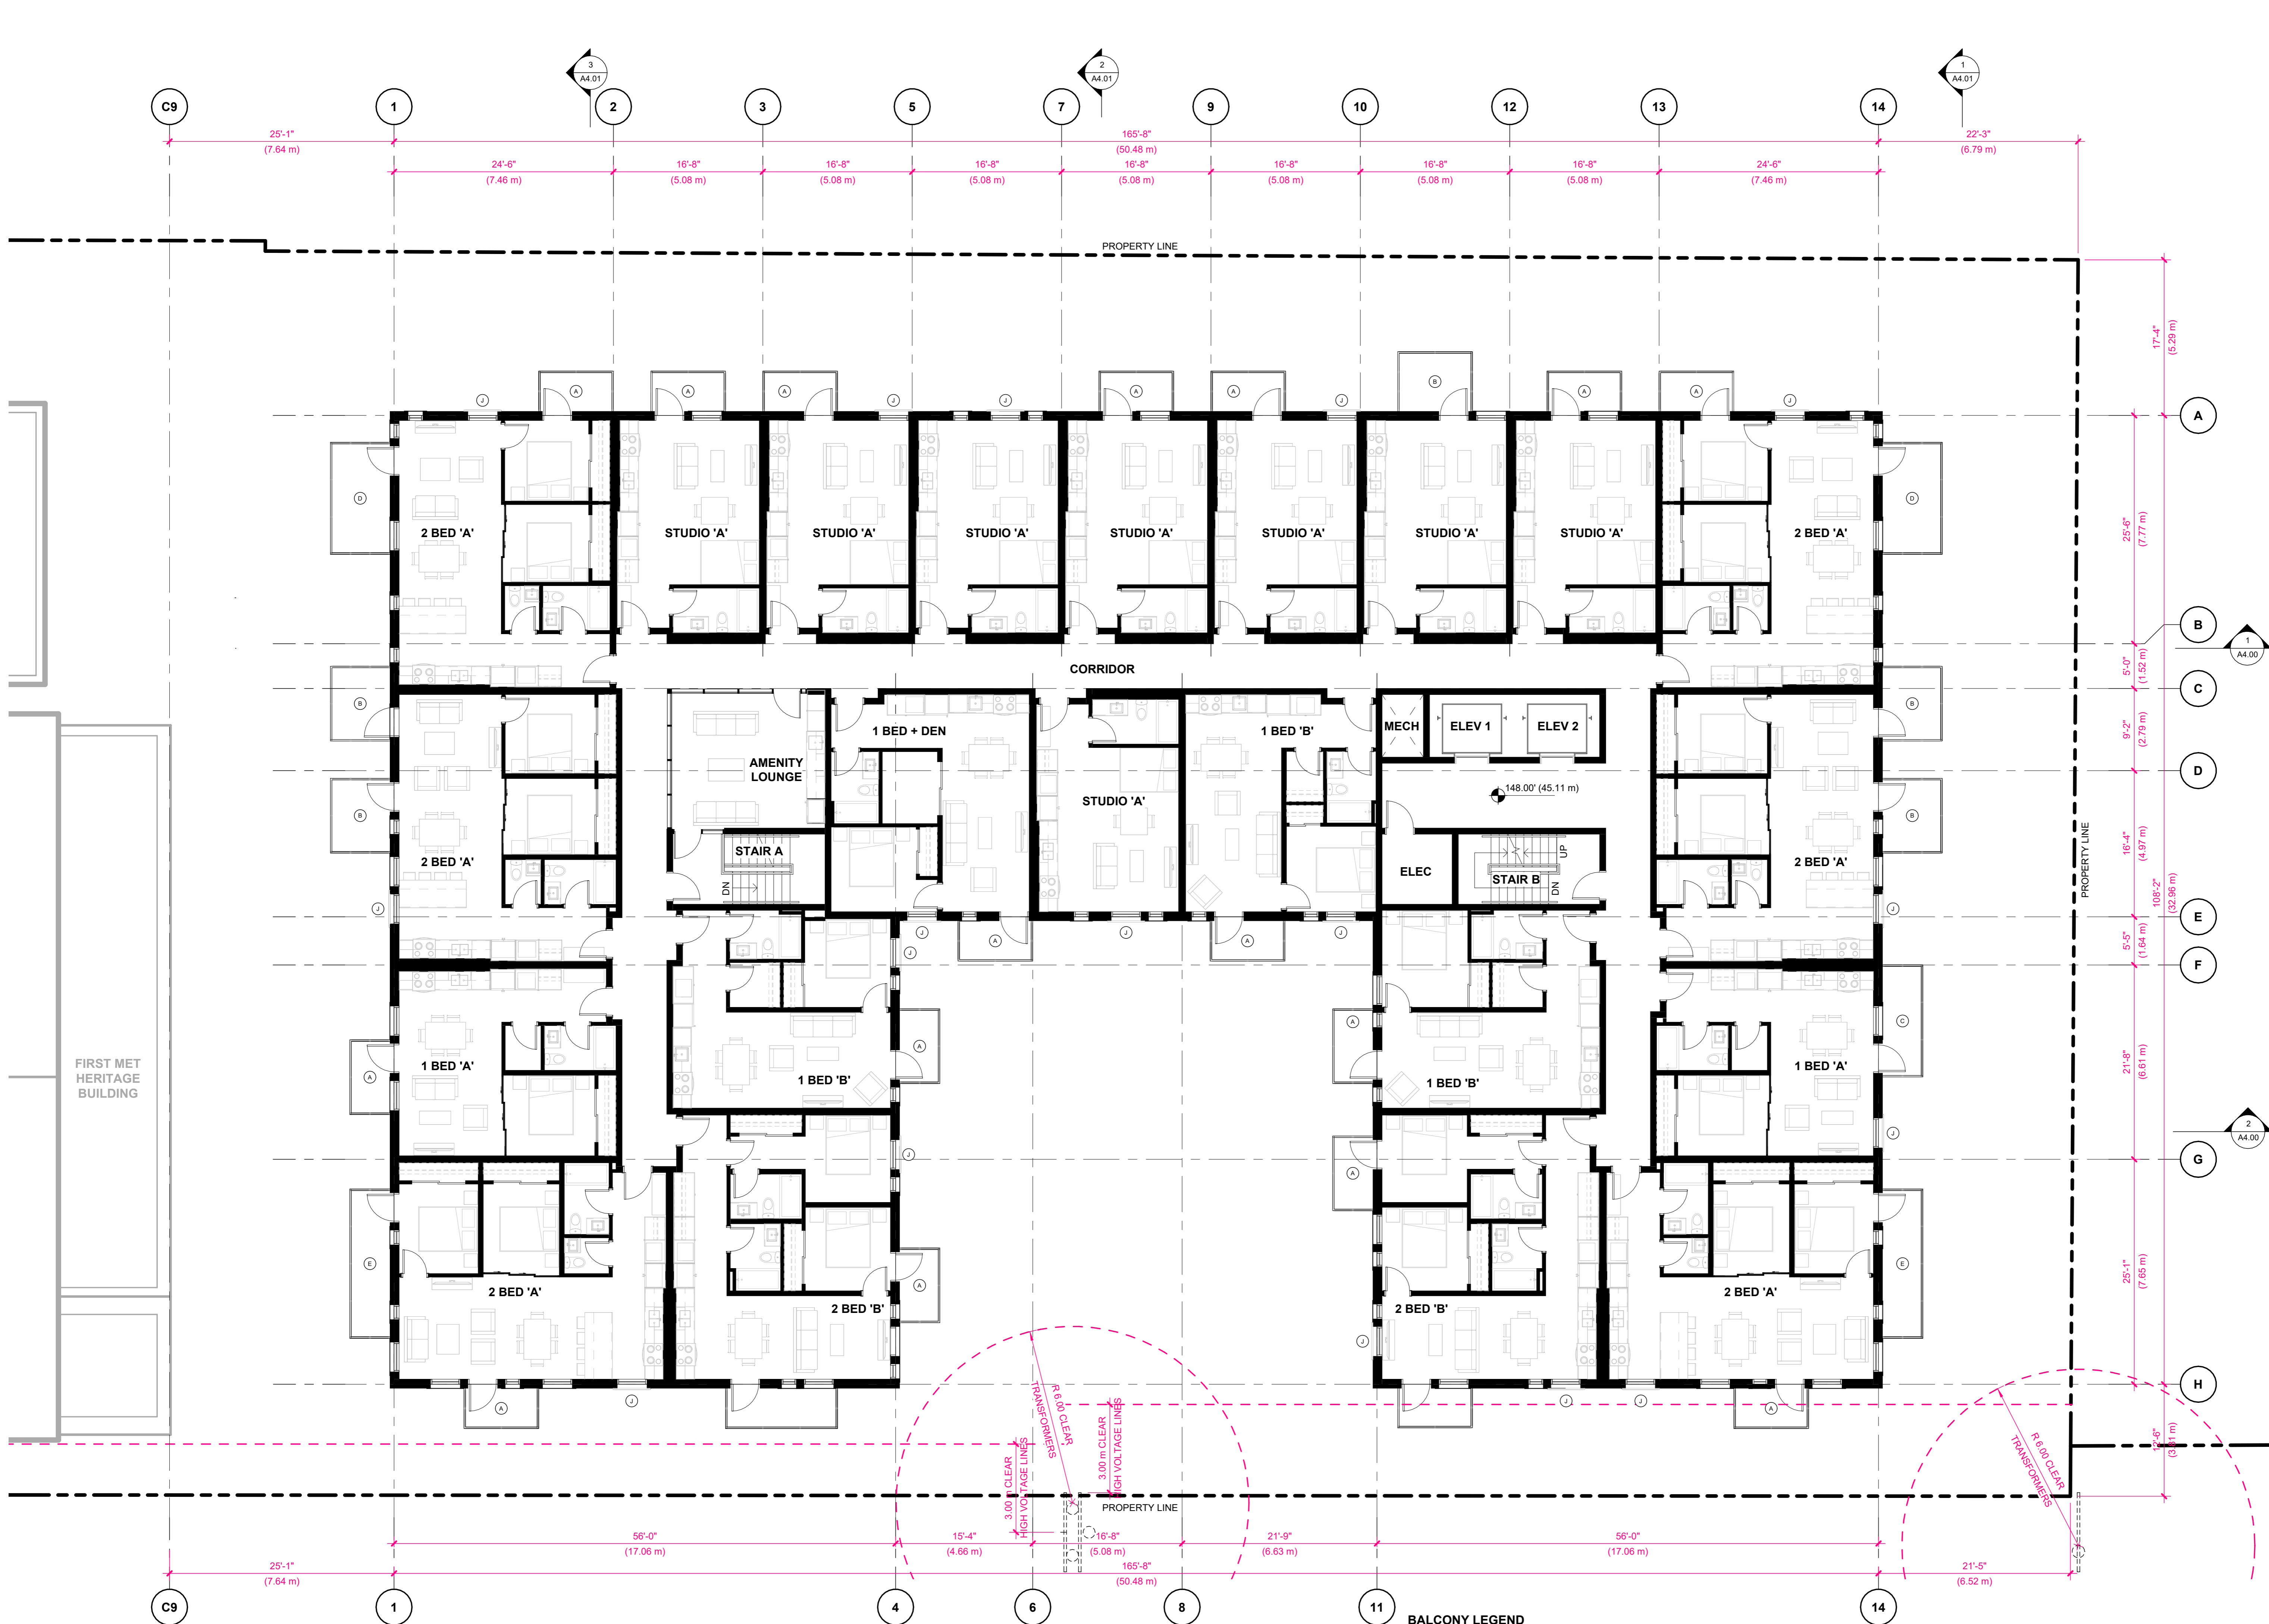 3
A4.01
2
A4.01
1
A4.01
C9
1
2
3
5
7
9
10
12
13
14
25'-1"
(7.64 m)
165'-8"
(50.48 m)
22'-3"
(6.79 m)
24'-6"
(7.46 m)
16'-8"
(5.08 m)
16'-8"
(5.08 m)
16'-8"
(5.08 m)
16'-8"
(5.08 m)
16'-8"
(5.08 m)
16'-8"
(5.08 m)
16'-8"
(5.08 m)
24'-6"
(7.46 m)
PROPERTY LINE
17'-4"
(5.29 m)
J
A
A
A
J
J
A
A
J
B
A
A
J
A
D
D
2 BED 'A'
STUDIO 'A'
STUDIO 'A'
STUDIO 'A'
STUDIO 'A'
STUDIO 'A'
STUDIO 'A'
STUDIO 'A'
2 BED 'A'
25'-6"
(7.77 m)
B
1
A4.00
5'-0"
(1.52 m)
CORRIDOR
C
B
B
1 BED + DEN
1 BED 'B'
MECH
ELEV 1
ELEV 2
9'-2"
(2.79 m)
AMENITY
LOUNGE
D
148.00' (45.11 m)
STUDIO 'A'
B
B
PROPERTY LINE
2 BED 'A'
STAIR A
DN
ELEC
STAIR B
UP
DN
2 BED 'A'
16'-4"
(4.97 m)
108'-2"
(32.96 m)
J
J
E
J
J
A
J
A
J
5'-5"
(1.64 m)
F
FIRST MET
HERITAGE
BUILDING
A
1 BED 'A'
1 BED 'B'
A
A
1 BED 'B'
1 BED 'A'
C
21'-8"
(6.61 m)
J
A
J
2
A4.00
G
E
2 BED 'A'
2 BED 'B'
A
J
2 BED 'B'
2 BED 'A'
E
25'-1"
(7.65 m)
H
A
J
J
J
A
R 6.00 CLEAR
TRANSFORMERS
3.00 m CLEAR
HIGH VOLTAGE LINES
3.00 m CLEAR
HIGH VOLTAGE LINES
R 6.00 CLEAR
TRANSFORMERS
12'-6"
(3.81 m)
PROPERTY LINE
56'-0"
(17.06 m)
15'-4"
(4.66 m)
16'-8"
(5.08 m)
21'-9"
(6.63 m)
56'-0"
(17.06 m)
25'-1"
(7.64 m)
165'-8"
(50.48 m)
21'-5"
(6.52 m)
C9
1
4
6
8
11
14
BALCONY LEGEND